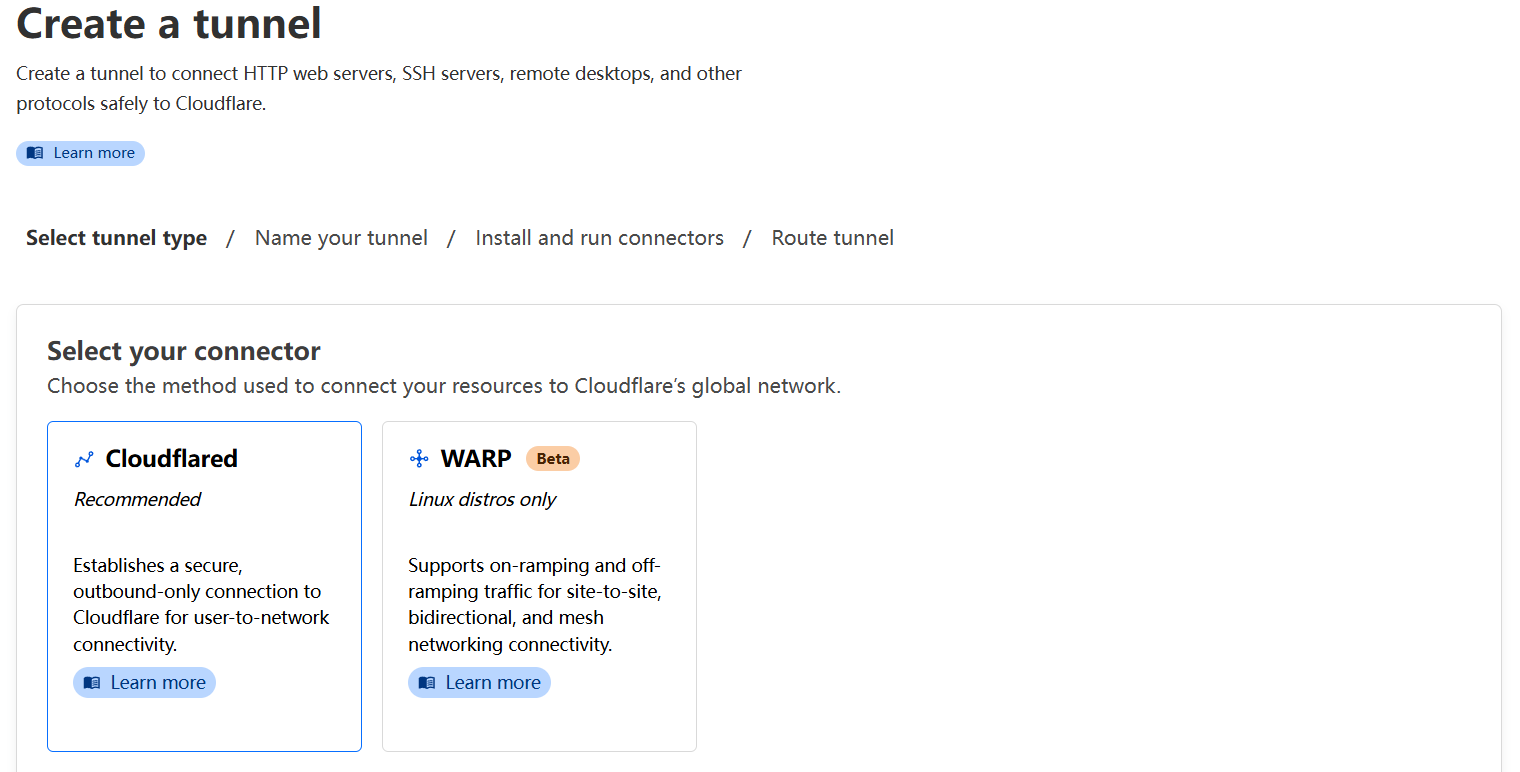 Create a tunnel
Create a tunnel to connect HTTP web servers, SSH servers, remote desktops, and other
protocols safely to Cloudflare.
Learn more
Select tunnel type / Name your tunnel / Install and run connectors / Route tunnel
Select your connector
Choose the method used to connect your resources to Cloudflare’s global network.
Cloudflared
Recommended
Establishes a secure,
outbound-only connection to
Cloudflare for user-to-network
connectivity.
Learn more
WARP Beta
Linux distros only
Supports on-ramping and off-
ramping traffic for site-to-site,
bidirectional, and mesh
networking connectivity.
Learn more